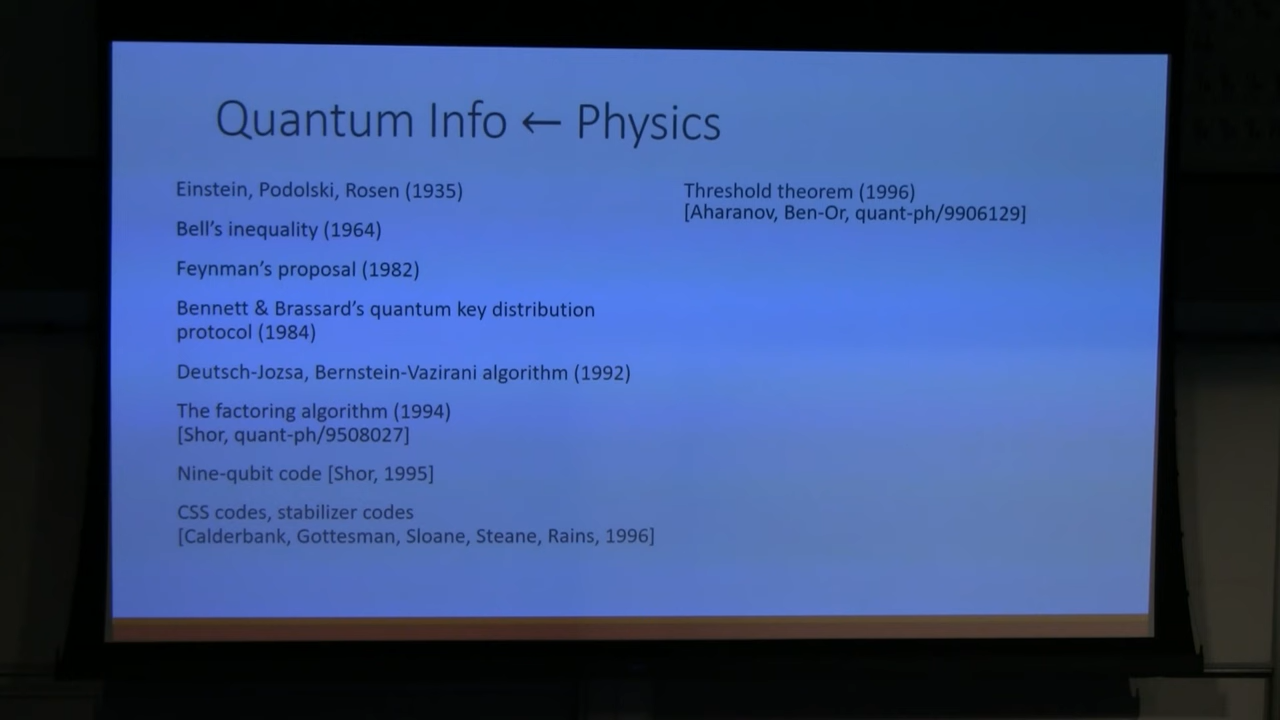 Quantum Info ← Physics
Einstein, Podolski, Rosen (1935)
Bell's inequality (1964)
Feynman's proposal (1982)
Bennett & Brassard's quantum key distribution
protocol (1984)
Deutsch-Jozsa, Bernstein-Vazirani algorithm (1992)
The factoring algorithm (1994)
[Shor, quant-ph/9508027]
Nine-qubit code [Shor, 1995]
CSS codes, stabilizer codes
[Calderbank, Gottesman, Sloane, Steane, Rains, 1996]
Threshold theorem (1996)
[Aharanov, Ben-Or, quant-ph/9906129]